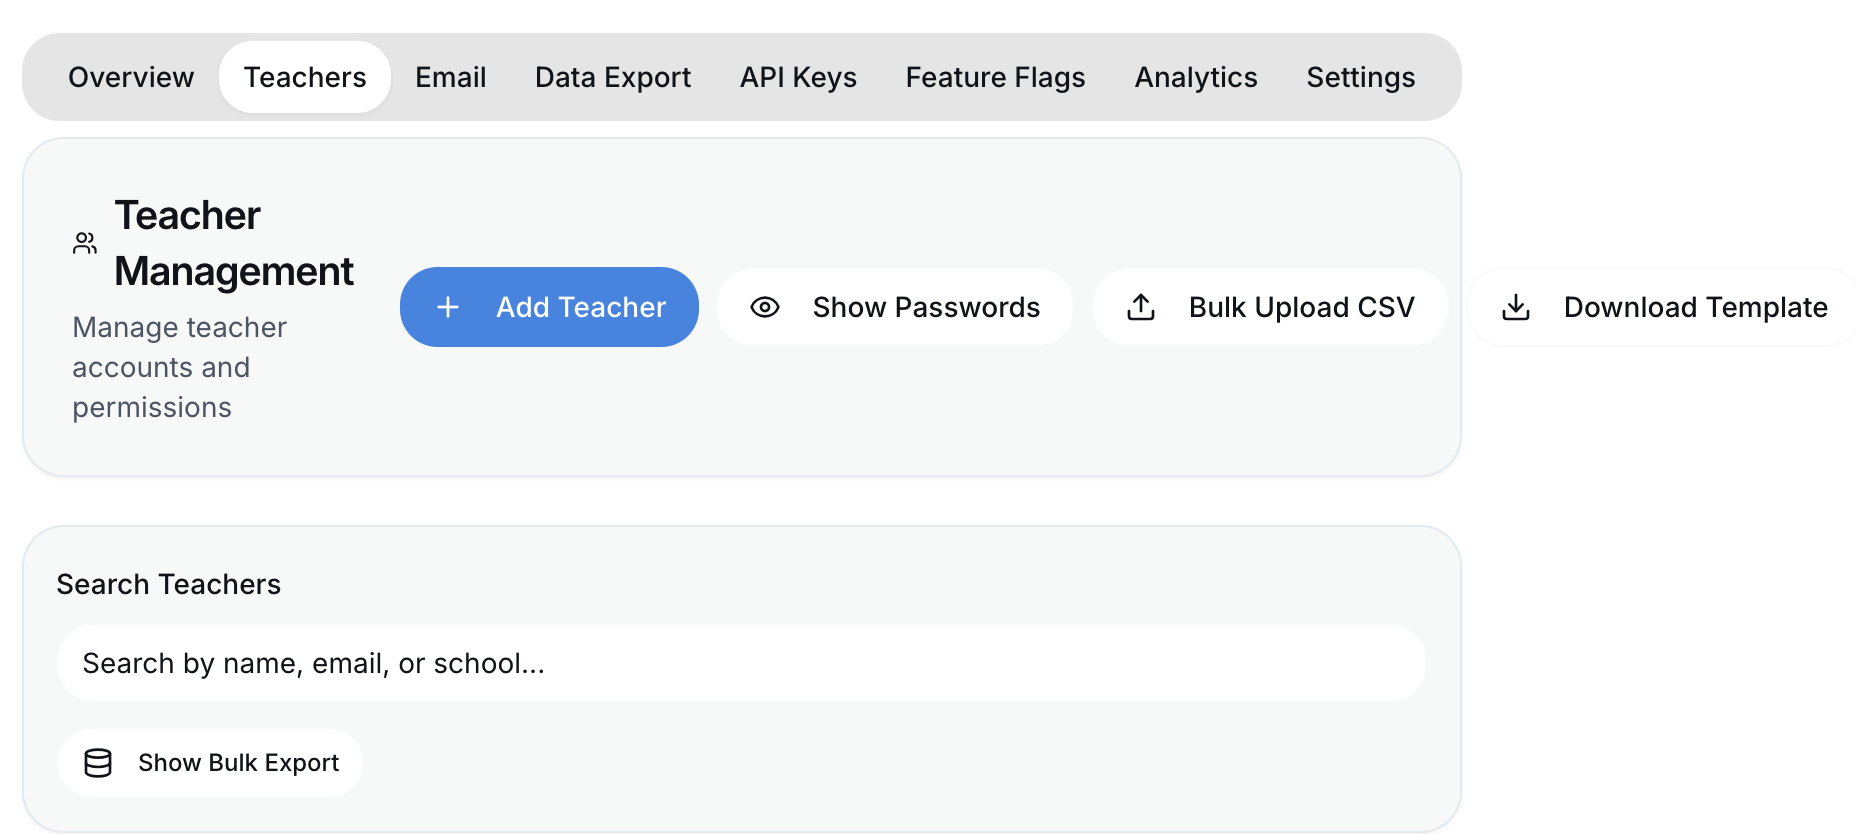 Overview Teachers Email Data Export API Keys Feature Flags Analytics Settings
Teacher
Management
Manage teacher
accounts and
permissions
Add Teacher Show Passwords Bulk Upload CSV Download Template
Search Teachers
Search by name, email, or school...
Show Bulk Export